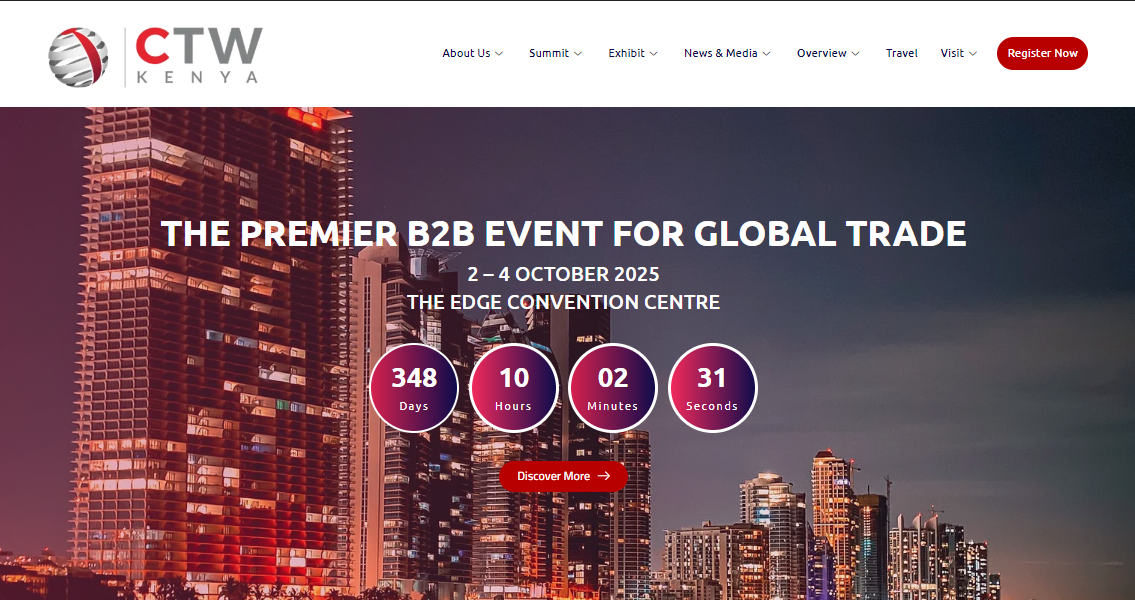 CTW
KENYA
About Us
Summit
Exhibit
News & Media
Overview
Travel
Visit
Register Now
THE PREMIER B2B EVENT FOR GLOBAL TRADE
2 – 4 OCTOBER 2025
THE EDGE CONVENTION CENTRE
348
Days
10
Hours
02
Minutes
31
Seconds
Discover More